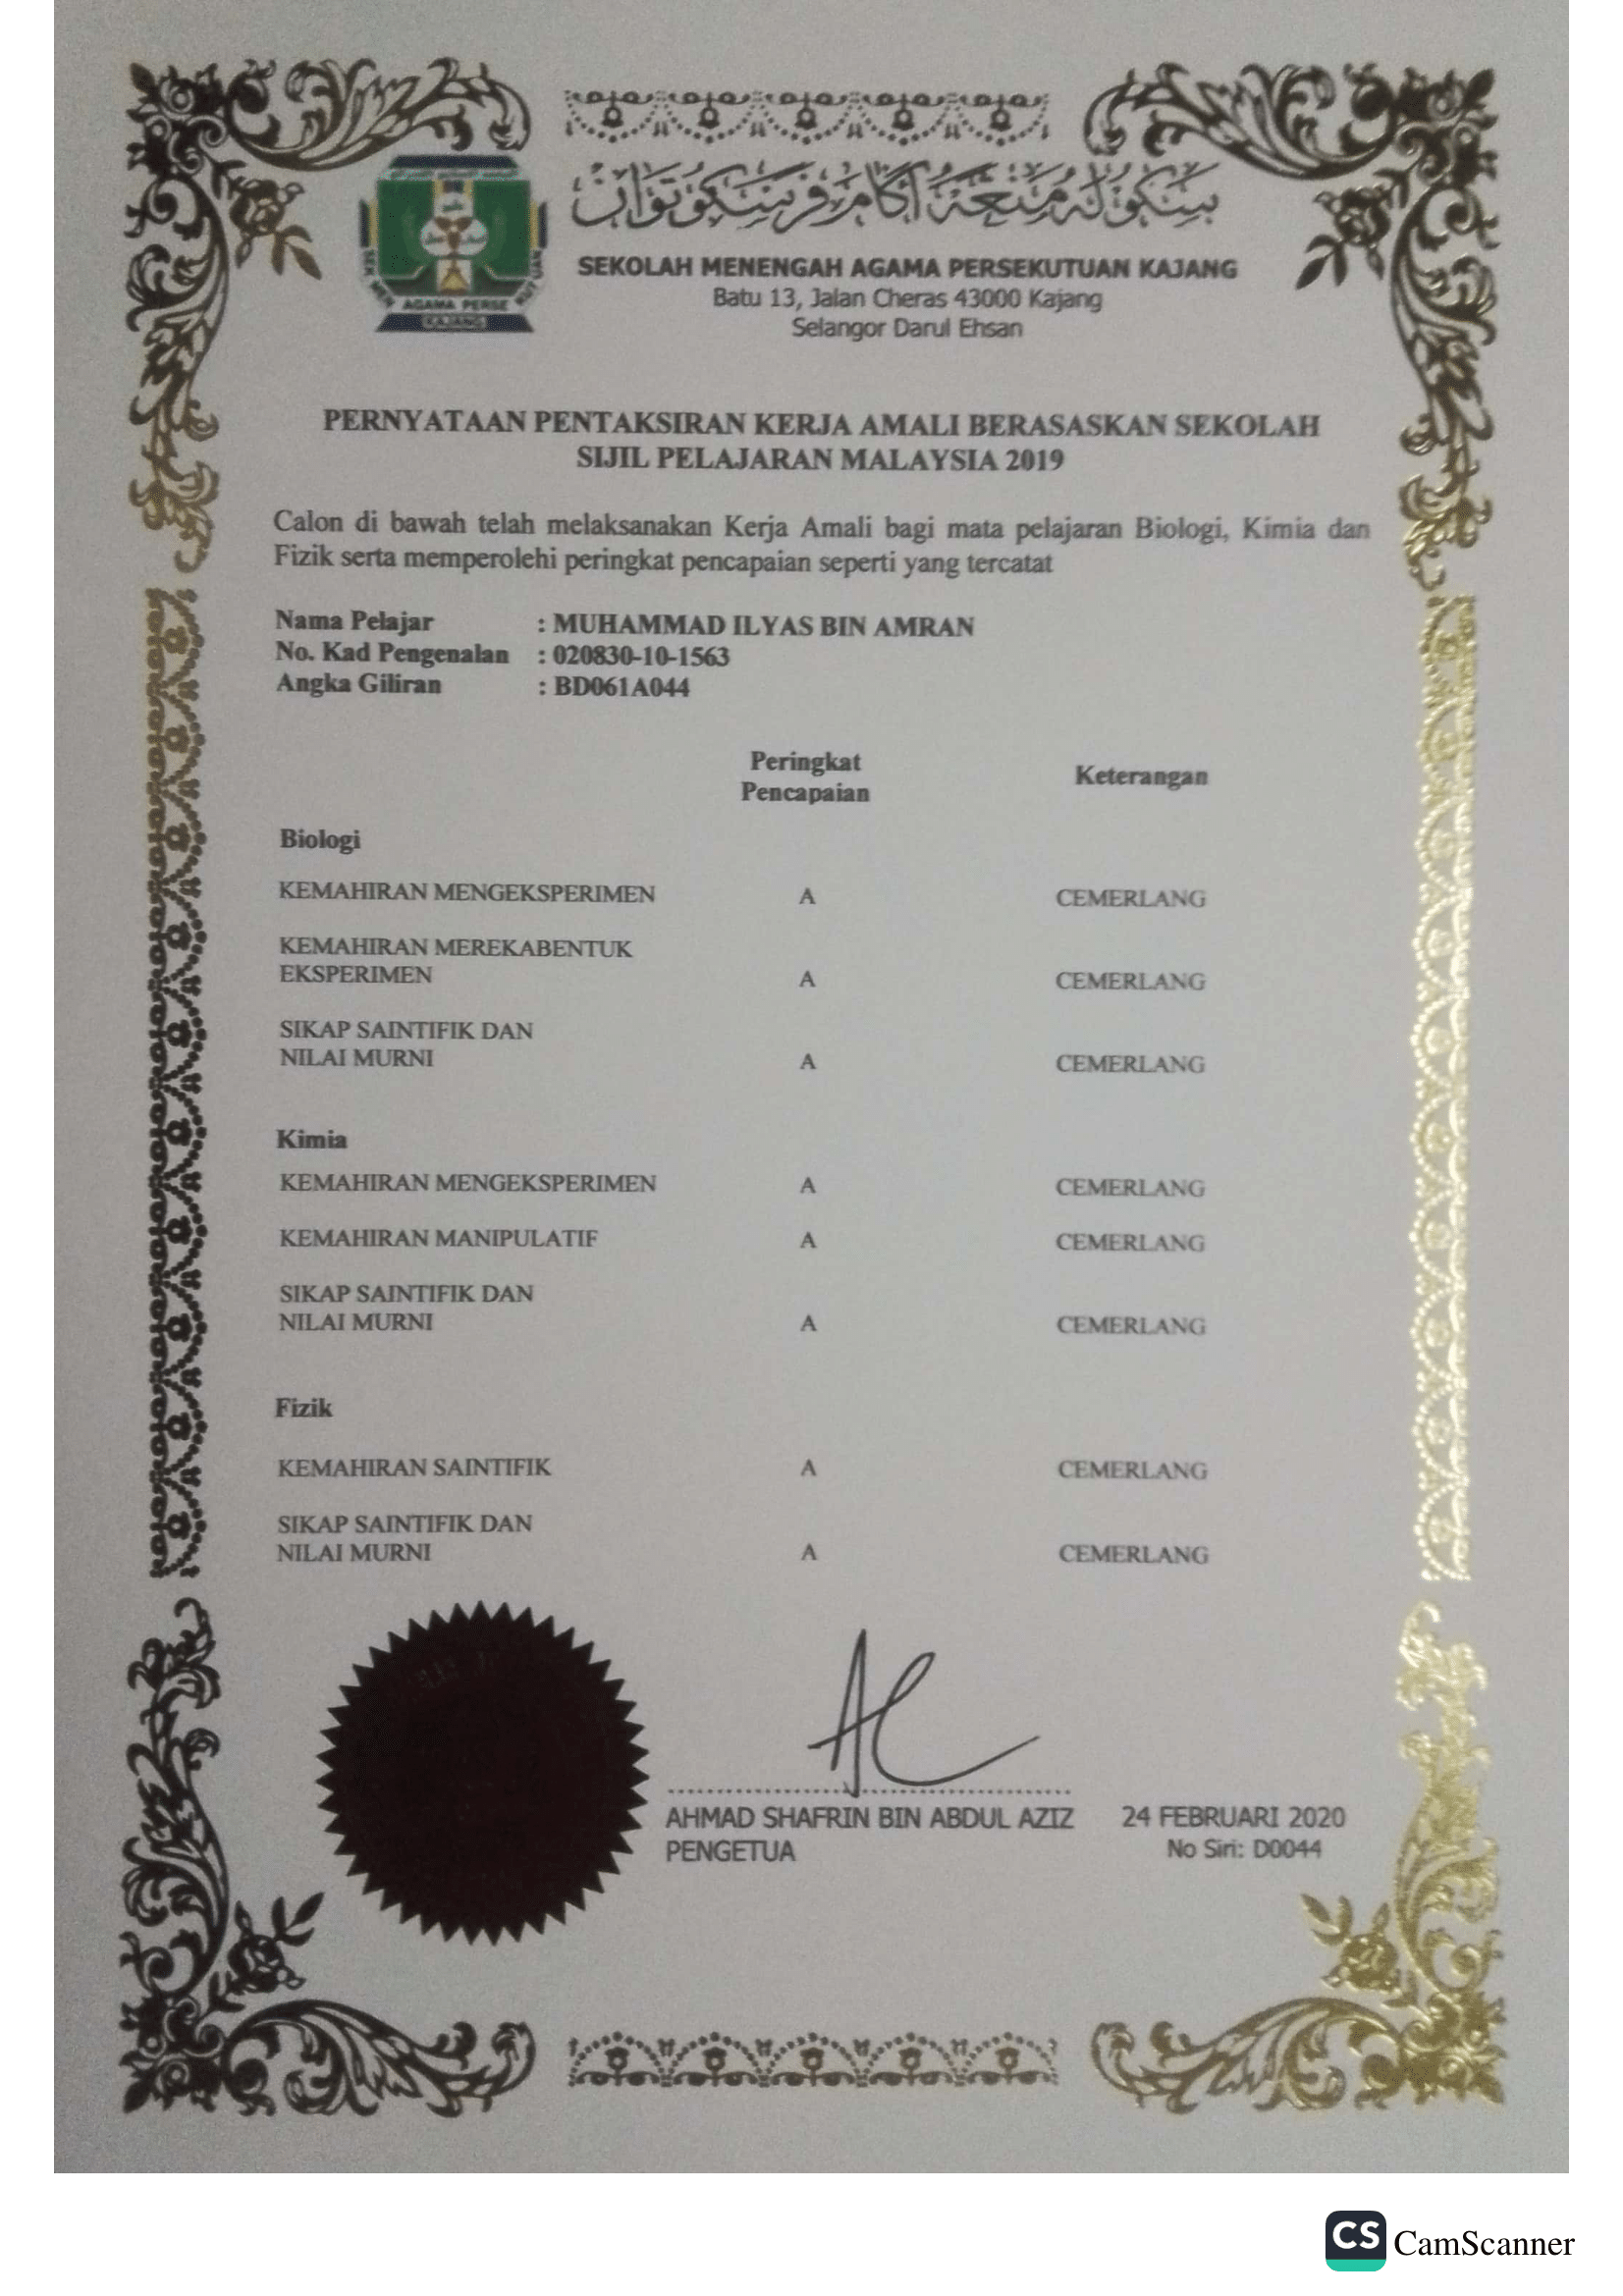 سكوله منعه اݢام فرسكوتوان
SEKOLAH MENENGAH AGAMA PERSEKUTUAN KAJANG
Batu 13, Jalan Cheras 43000 Kajang
Selangor Darul Ehsan
AGAMA PERSE
KAJANG
PERNYATAAN PENTAKSIRAN KERJA AMALI BERASASKAN SEKOLAH
SIJIL PELAJARAN MALAYSIA 2019
Calon di bawah telah melaksanakan Kerja Amali bagi mata pelajaran Biologi, Kimia dan
Fizik serta memperolehi peringkat pencapaian seperti yang tercatat
Nama Pelajar : MUHAMMAD ILYAS BIN AMRAN
No. Kad Pengenalan : 020830-10-1563
Angka Giliran : BD061A044
Peringkat
Pencapaian
Keterangan
Biologi
KEMAHIRAN MENGEKSPERIMEN A CEMERLANG
KEMAHIRAN MEREKABENTUK
EKSPERIMEN A CEMERLANG
SIKAP SAINTIFIK DAN
NILAI MURNI A CEMERLANG
Kimia
KEMAHIRAN MENGEKSPERIMEN A CEMERLANG
KEMAHIRAN MANIPULATIF A CEMERLANG
SIKAP SAINTIFIK DAN
NILAI MURNI A CEMERLANG
Fizik
KEMAHIRAN SAINTIFIK A CEMERLANG
SIKAP SAINTIFIK DAN
NILAI MURNI A CEMERLANG
AHMAD SHAFRIN BIN ABDUL AZIZ 24 FEBRUARI 2020
PENGETUA No Siri: D0044
CS CamScanner